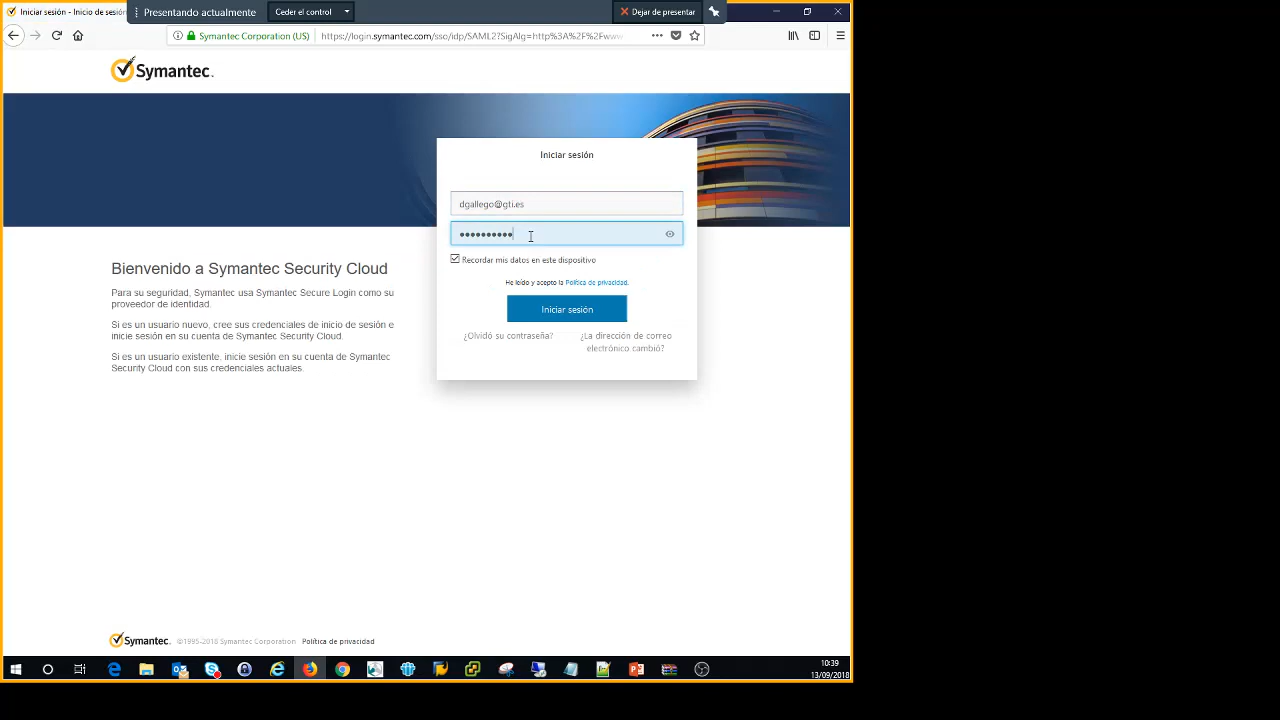 Iniciar sesión - Inicio de sesión
Presentando actualmente
Ceder el control
Dejar de presentar
Symantec Corporation (US)
https://login.symantec.com/sso/idp/SAML2?SigAlg=http%3A%2F%2Fwww
Symantec.
Iniciar sesión
dgallego@gti.es
Recordar mis datos en este dispositivo
He leído y acepto la Política de privacidad.
Iniciar sesión
¿Olvidó su contraseña?
¿La dirección de correo
electrónico cambió?
Bienvenido a Symantec Security Cloud
Para su seguridad, Symantec usa Symantec Secure Login como su
proveedor de identidad.
Si es un usuario nuevo, cree sus credenciales de inicio de sesión e
inicie sesión en su cuenta de Symantec Security Cloud.
Si es un usuario existente, inicie sesión en su cuenta de Symantec
Security Cloud con sus credenciales actuales.
Symantec. ©1995-2018 Symantec Corporation Política de privacidad
10:39
13/09/2018